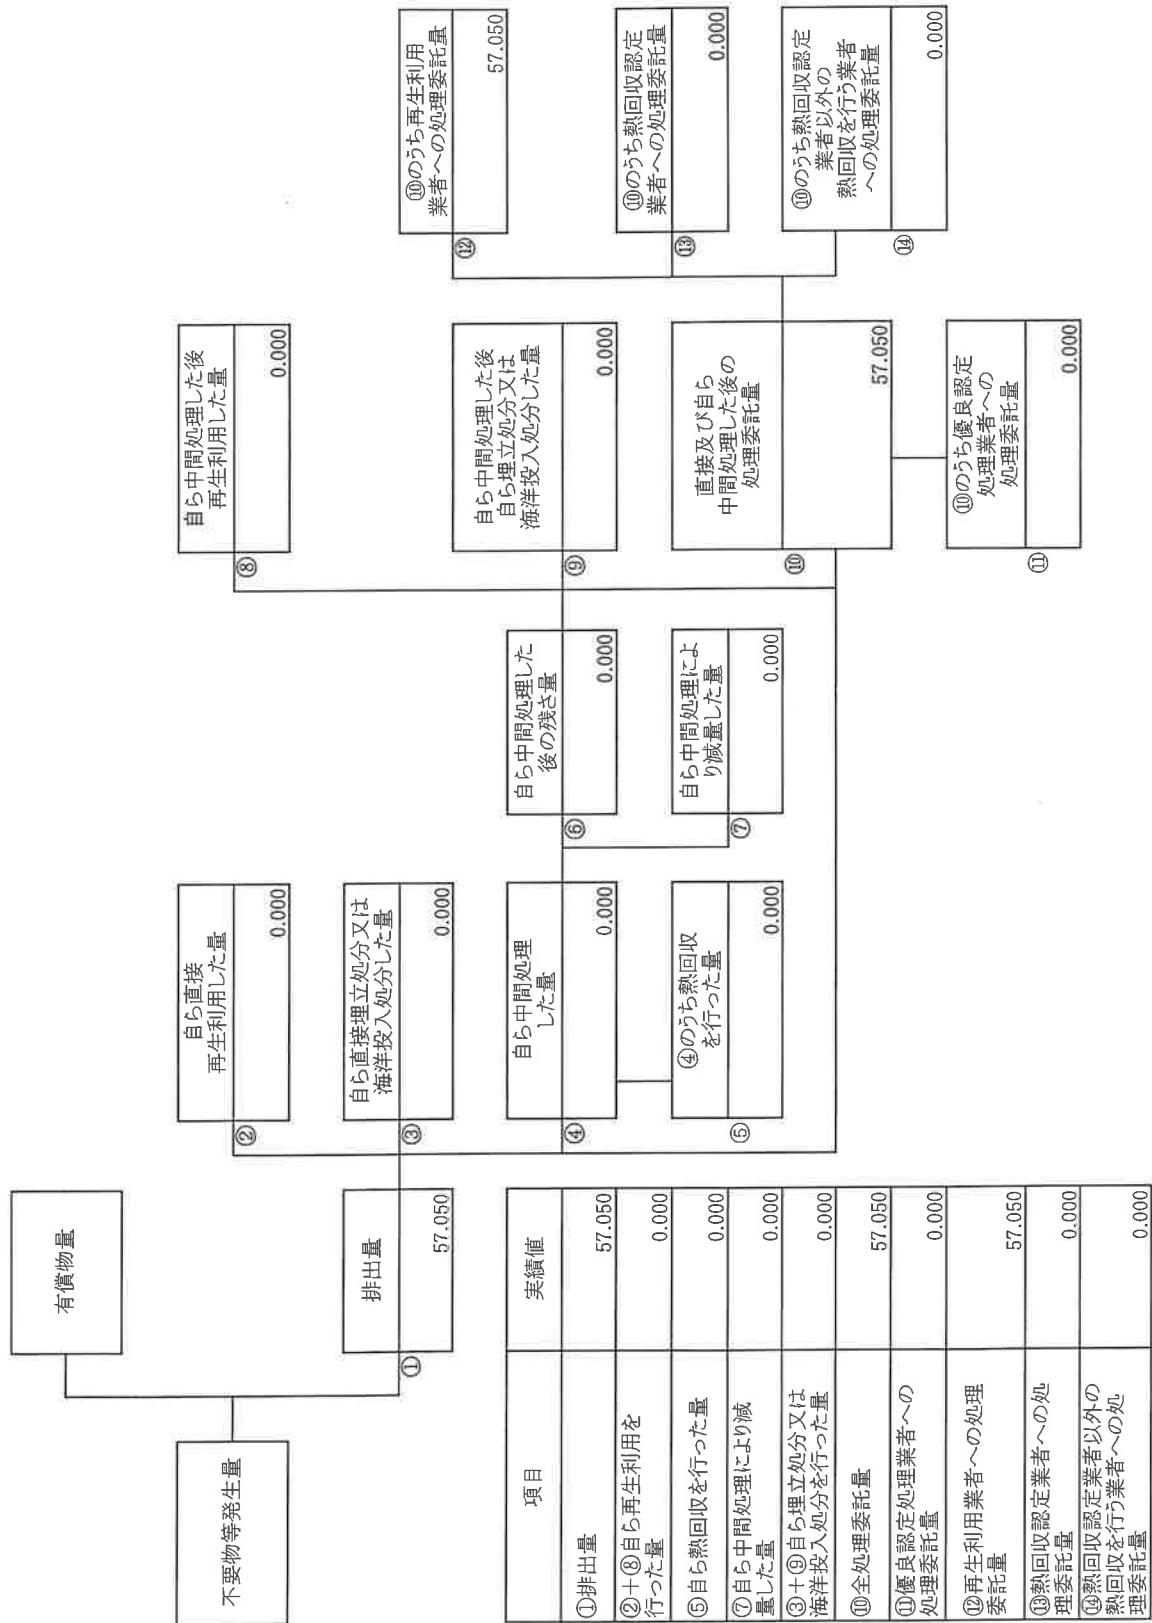 不要物等発生量
有償物量
排出量
①
57.050
自ら直接
再生利用した量
②
0.000
自ら直接埋立処分又は
海洋投入処分した量
③
0.000
自ら中間処理
した量
④
0.000
④のうち熱回収
を行った量
⑤
0.000
自ら中間処理した
後の残さ量
⑥
0.000
自ら中間処理によ
り減量した量
⑦
0.000
自ら中間処理した後
再生利用した量
⑧
0.000
自ら中間処理した後
自ら埋立処分又は
海洋投入処分した量
⑨
0.000
直接及び自ら
中間処理した後の
処理委託量
⑩
57.050
⑩のうち優良認定
処理業者への
処理委託量
⑪
0.000
⑩のうち再生利用
業者への処理委託量
⑫
57.050
⑩のうち熱回収認定
業者への処理委託量
⑬
0.000
⑩のうち熱回収認定
業者以外の
熱回収を行う業者
への処理委託量
⑭
0.000
項目 実績値
①排出量 57.050
②+⑧自ら再生利用を
行った量 0.000
⑤自ら熱回収を行った量 0.000
⑦自ら中間処理により減
量した量 0.000
③+⑨自ら埋立処分又は
海洋投入処分を行った量 0.000
⑩全処理委託量 57.050
⑪優良認定処理業者への
処理委託量 0.000
⑫再生利用業者への処理
委託量 57.050
⑬熱回収認定業者への処
理委託量 0.000
⑭熱回収認定業者以外の
熱回収を行う業者への処
理委託量 0.000